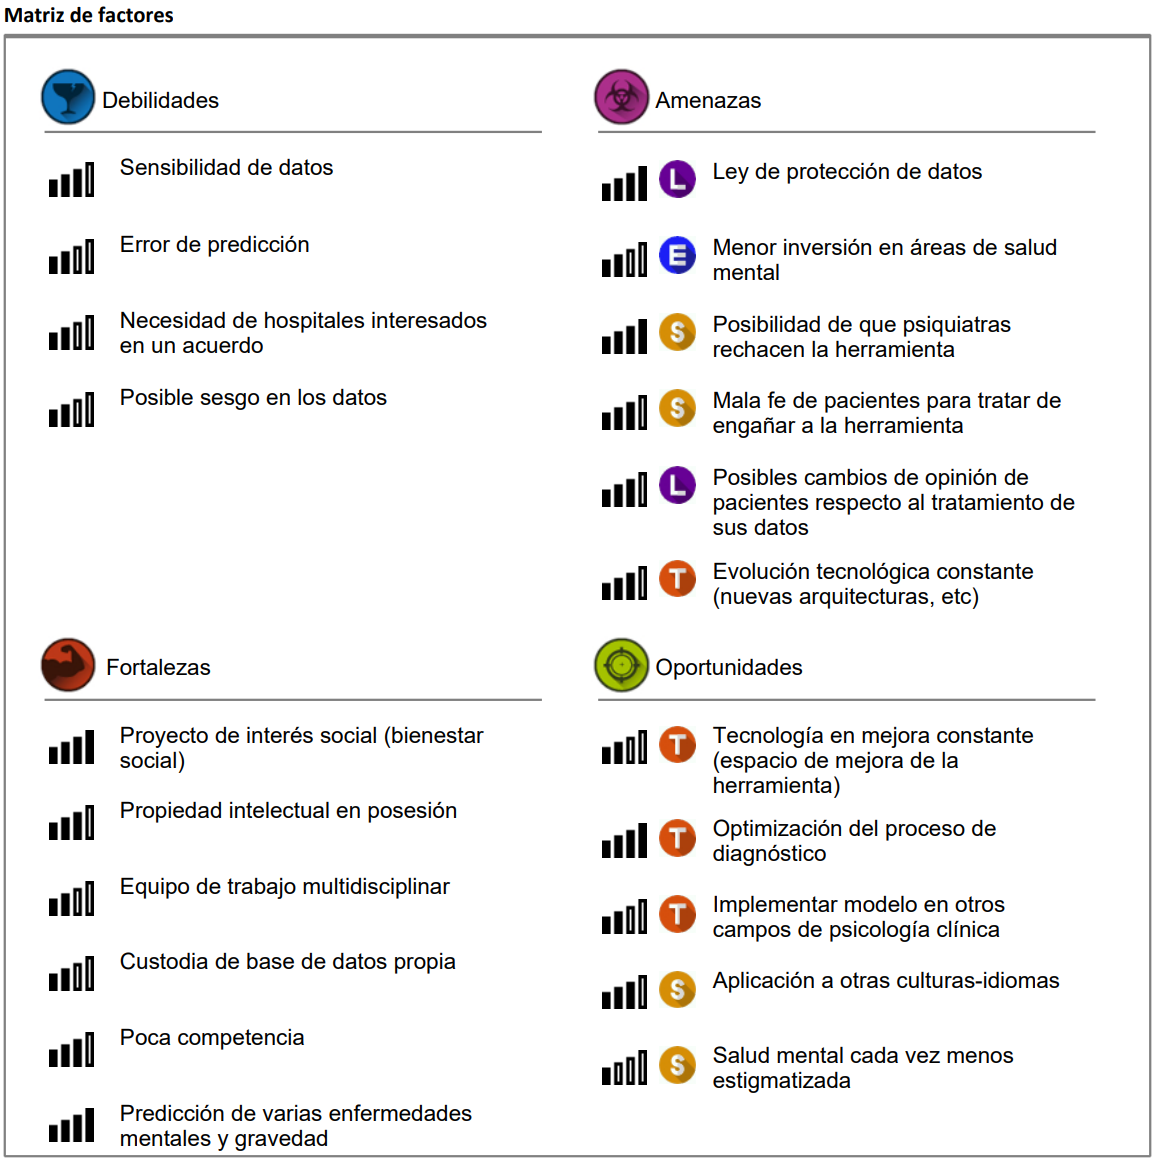 Matriz de factores
Debilidades
Sensibilidad de datos
Error de predicción
Necesidad de hospitales interesados
en un acuerdo
Posible sesgo en los datos
Amenazas
L Ley de protección de datos
E Menor inversión en áreas de salud
mental
S Posibilidad de que psiquiatras
rechacen la herramienta
S Mala fe de pacientes para tratar de
engañar a la herramienta
L Posibles cambios de opinión de
pacientes respecto al tratamiento de
sus datos
T Evolución tecnológica constante
(nuevas arquitecturas, etc)
Fortalezas
Proyecto de interés social (bienestar
social)
Propiedad intelectual en posesión
Equipo de trabajo multidisciplinar
Custodia de base de datos propia
Poca competencia
Predicción de varias enfermedades
mentales y gravedad
Oportunidades
T Tecnología en mejora constante
(espacio de mejora de la
herramienta)
T Optimización del proceso de
diagnóstico
T Implementar modelo en otros
campos de psicología clínica
S Aplicación a otras culturas-idiomas
S Salud mental cada vez menos
estigmatizada